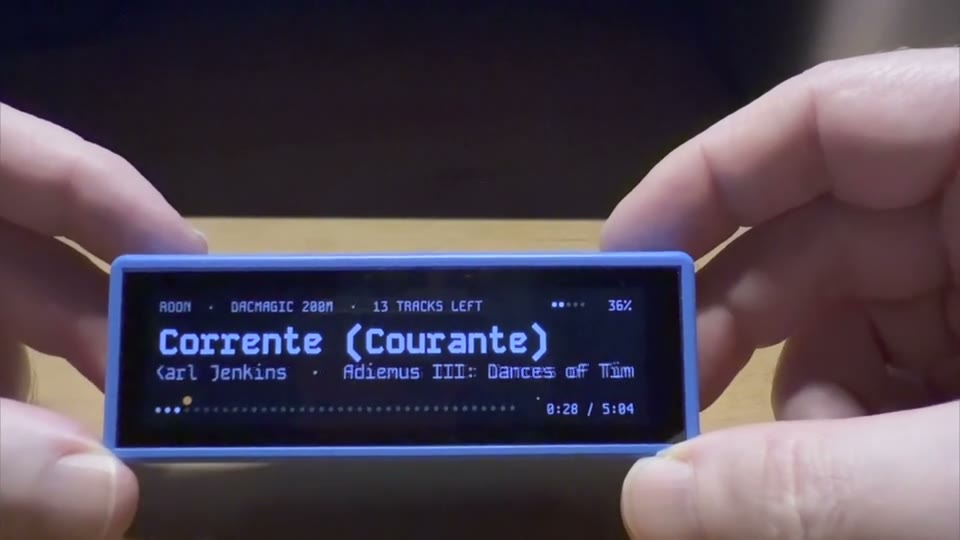 ROON · DACMAGIC 200M · 13 TRACKS LEFT 36%
Corrente (Courante)
Karl Jenkins · Adiemus III: Dances of Tim
0:28 / 5:04